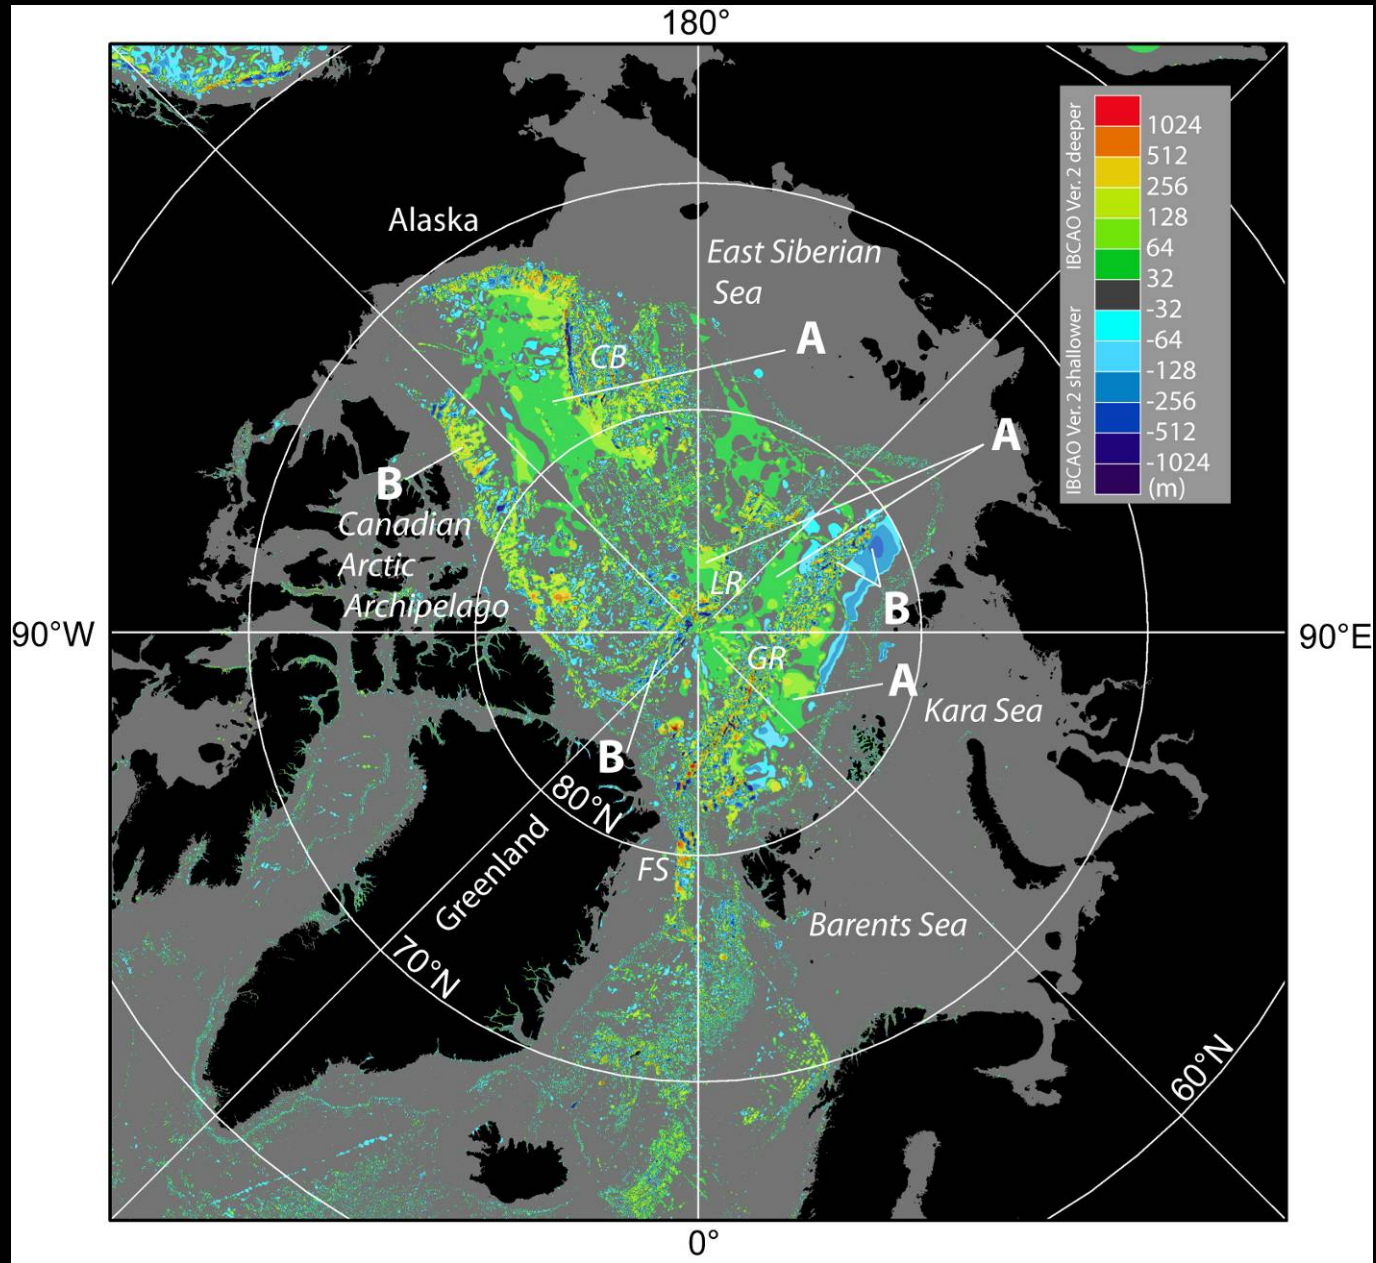 180°
Alaska
East Siberian
Sea
A
CB
A
B
Canadian
Arctic
Archipelago
LR
B
90°W
90°E
GR
A
Kara Sea
B
80°N
Greenland
FS
Barents Sea
70°N
60°N
0°
IBCAO Ver. 2 deeper
IBCAO Ver. 2 shallower
1024
512
256
128
64
32
-32
-64
-128
-256
-512
-1024
(m)